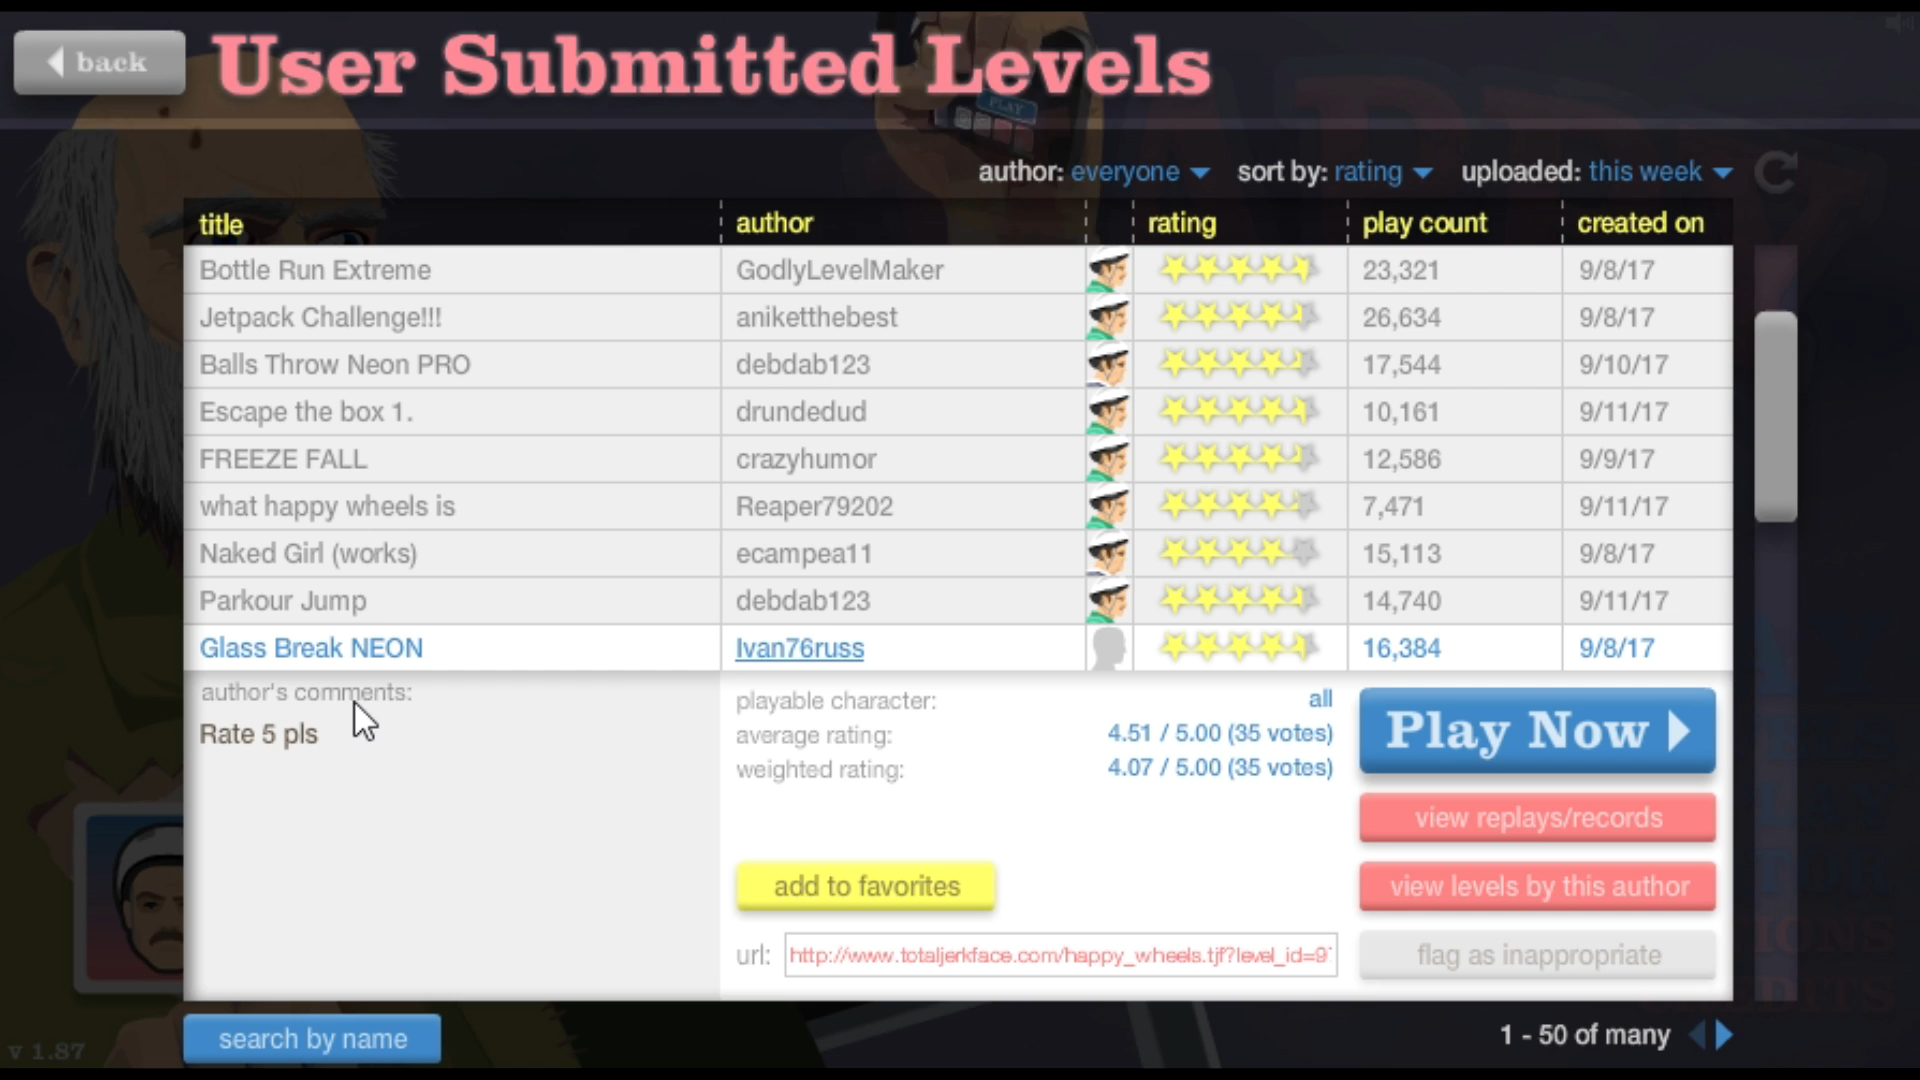 back
User Submitted Levels
author: everyone sort by: rating uploaded: this week
title author rating play count created on
Bottle Run Extreme GodlyLevelMaker 23,321 9/8/17
Jetpack Challenge!!! aniketthebest 26,634 9/8/17
Balls Throw Neon PRO debdab123 17,544 9/10/17
Escape the box 1. drundedud 10,161 9/11/17
FREEZE FALL crazyhumor 12,586 9/9/17
what happy wheels is Reaper79202 7,471 9/11/17
Naked Girl (works) ecampea11 15,113 9/8/17
Parkour Jump debdab123 14,740 9/11/17
Glass Break NEON Ivan76russ 16,384 9/8/17
author's comments:
Rate 5 pls
playable character: all
average rating: 4.51 / 5.00 (35 votes)
weighted rating: 4.07 / 5.00 (35 votes)
Play Now
view replays/records
add to favorites
view levels by this author
url: http://www.totaljerkface.com/happy_wheels.tjf?level_id=9
flag as inappropriate
search by name
1 - 50 of many
v 1.87